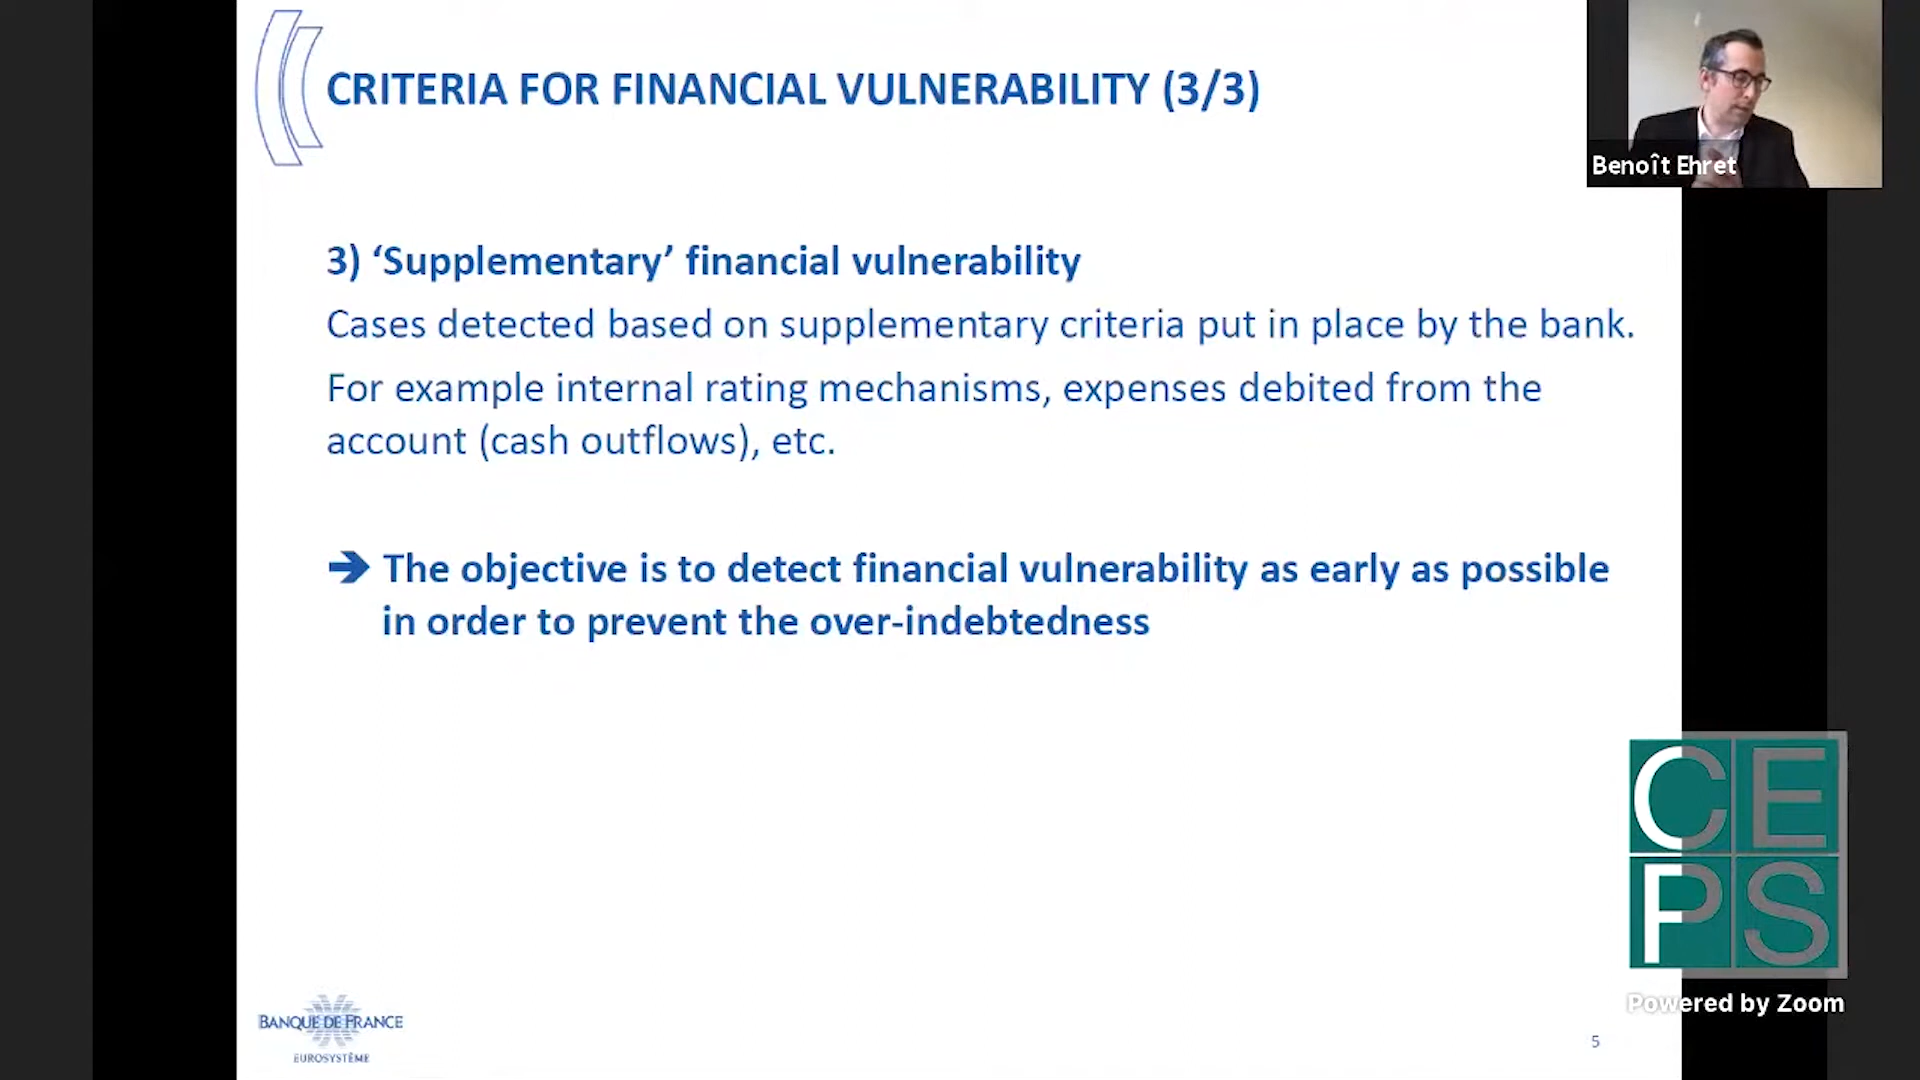 CRITERIA FOR FINANCIAL VULNERABILITY (3/3)
Benoît Ehret
3) ‘Supplementary’ financial vulnerability
Cases detected based on supplementary criteria put in place by the bank.
For example internal rating mechanisms, expenses debited from the
account (cash outflows), etc.
➔ The objective is to detect financial vulnerability as early as possible
in order to prevent the over-indebtedness
CE
PS
Powered by Zoom
BANQUE DE FRANCE
EUROSYSTÈME
5